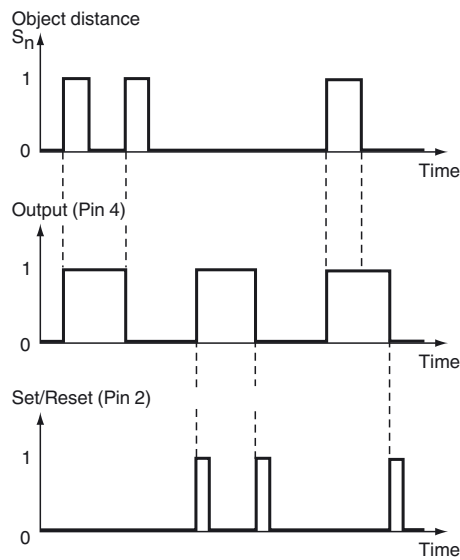 Object distance
Sn
1
0
Time
Output (Pin 4)
1
0
Time
Set/Reset (Pin 2)
1
0
Time